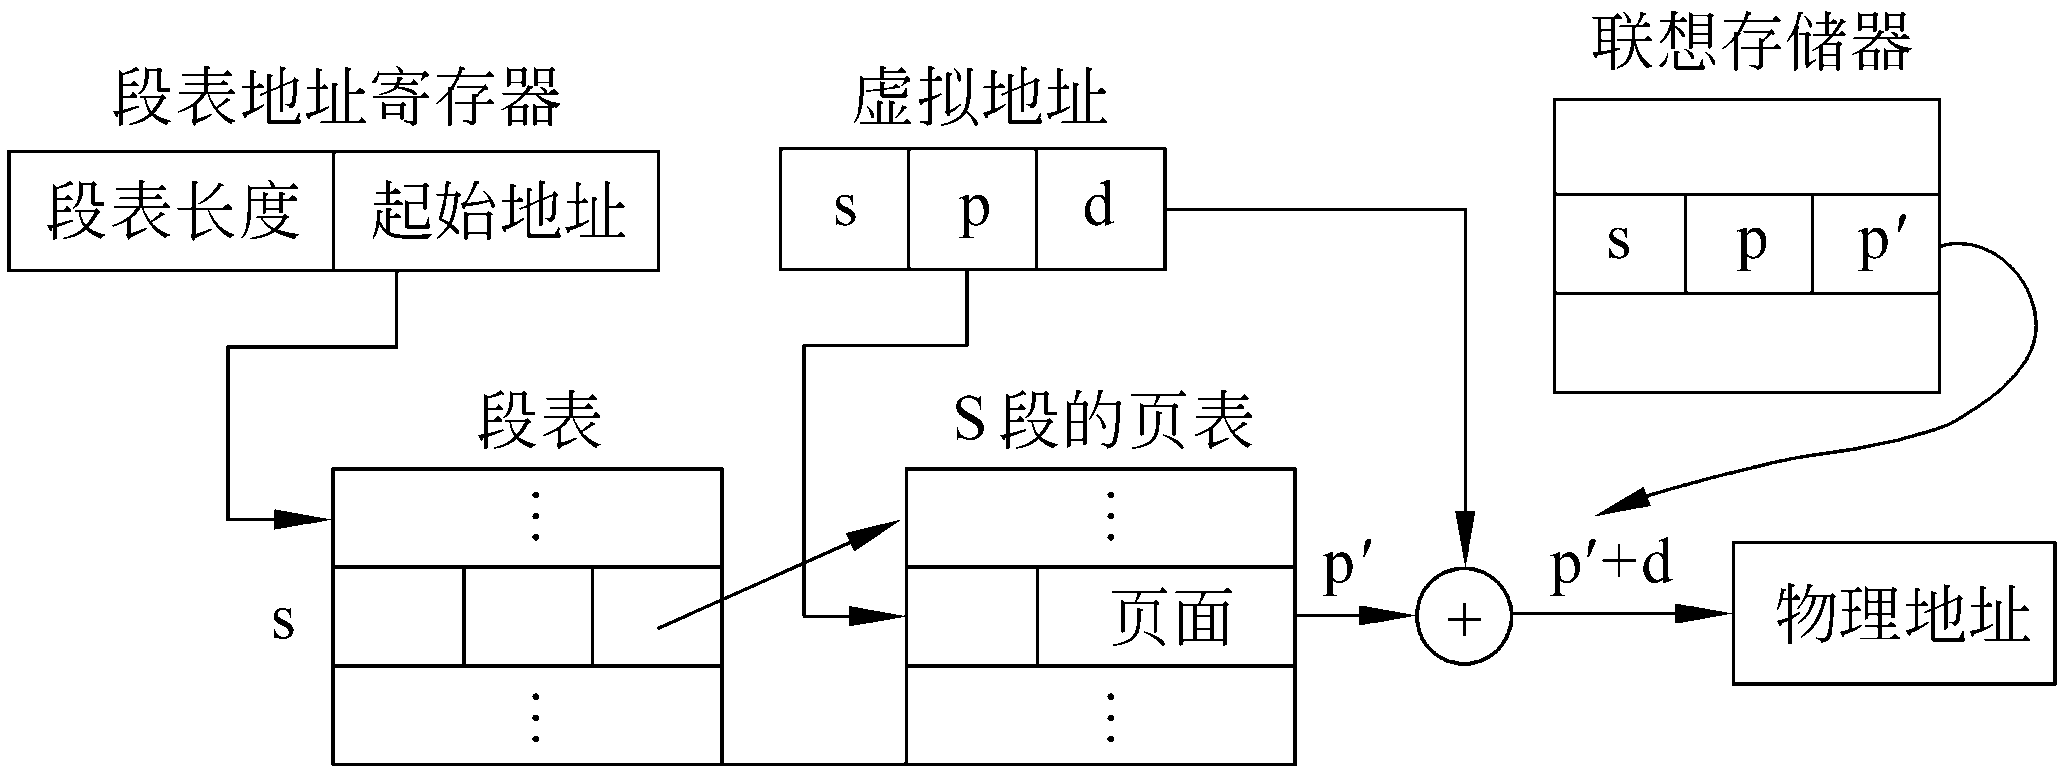 联想存储器
段表地址寄存器
虚拟地址
段表长度 起始地址
s p d
s p p′
段表
S段的页表
⋮
⋮
s
页面
p′
+
p′+d
物理地址
⋮
⋮